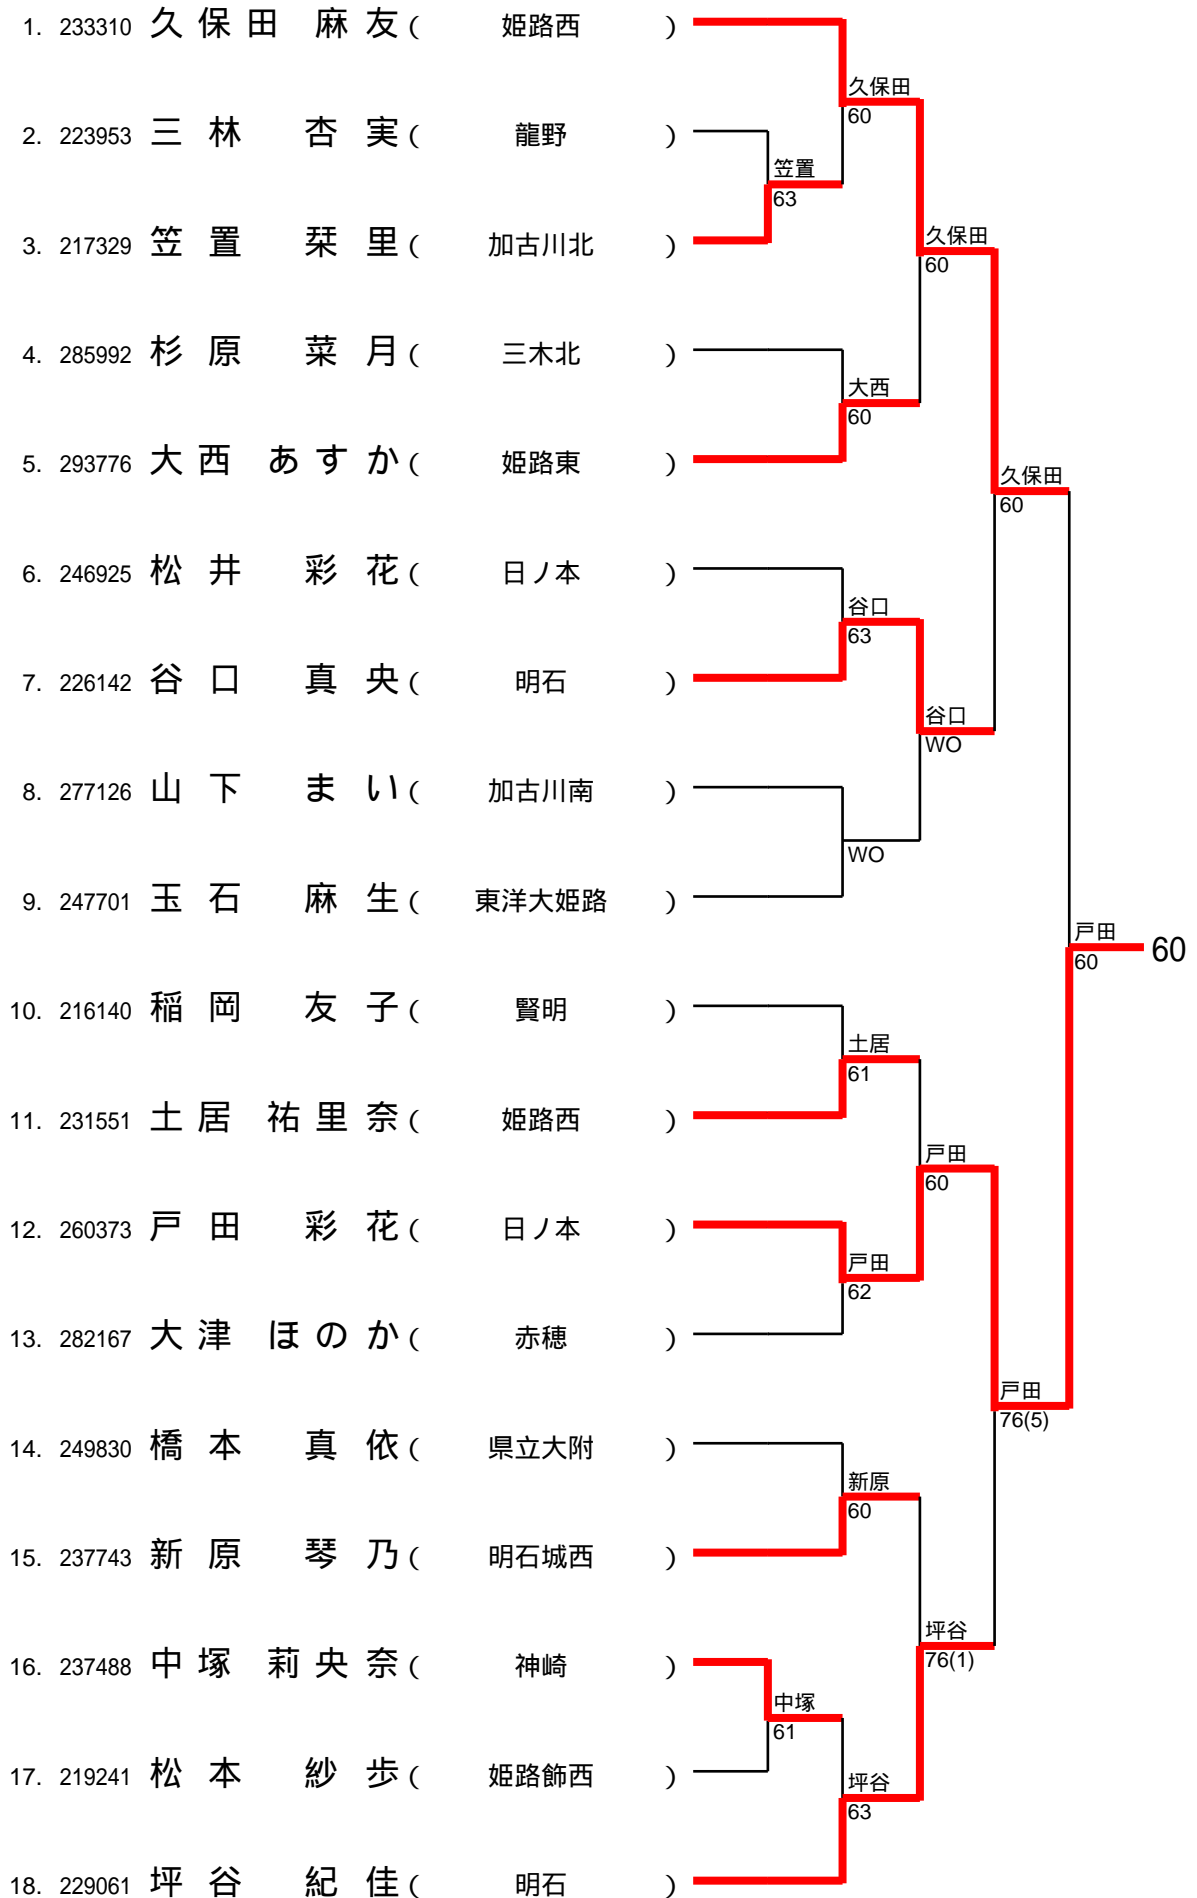 1. 233310 久保田 麻友 ( 姫路西 )
久保田
60
2. 223953 三林 杏実 ( 龍野 )
笠置
63
3. 217329 笠置 栞里 ( 加古川北 )
久保田
60
4. 285992 杉原 菜月 ( 三木北 )
大西
60
5. 293776 大西 あすか ( 姫路東 )
久保田
60
6. 246925 松井 彩花 ( 日ノ本 )
谷口
63
7. 226142 谷口 真央 ( 明石 )
谷口
WO
8. 277126 山下 まい ( 加古川南 )
WO
9. 247701 玉石 麻生 ( 東洋大姫路 )
戸田
60
60
10. 216140 稲岡 友子 ( 賢明 )
土居
61
11. 231551 土居 祐里奈 ( 姫路西 )
戸田
60
12. 260373 戸田 彩花 ( 日ノ本 )
戸田
62
13. 282167 大津 ほのか ( 赤穂 )
戸田
76(5)
14. 249830 橋本 真依 ( 県立大附 )
新原
60
15. 237743 新原 琴乃 ( 明石城西 )
坪谷
76(1)
16. 237488 中塚 莉央奈 ( 神崎 )
中塚
61
17. 219241 松本 紗歩 ( 姫路飾西 )
坪谷
63
18. 229061 坪谷 紀佳 ( 明石 )